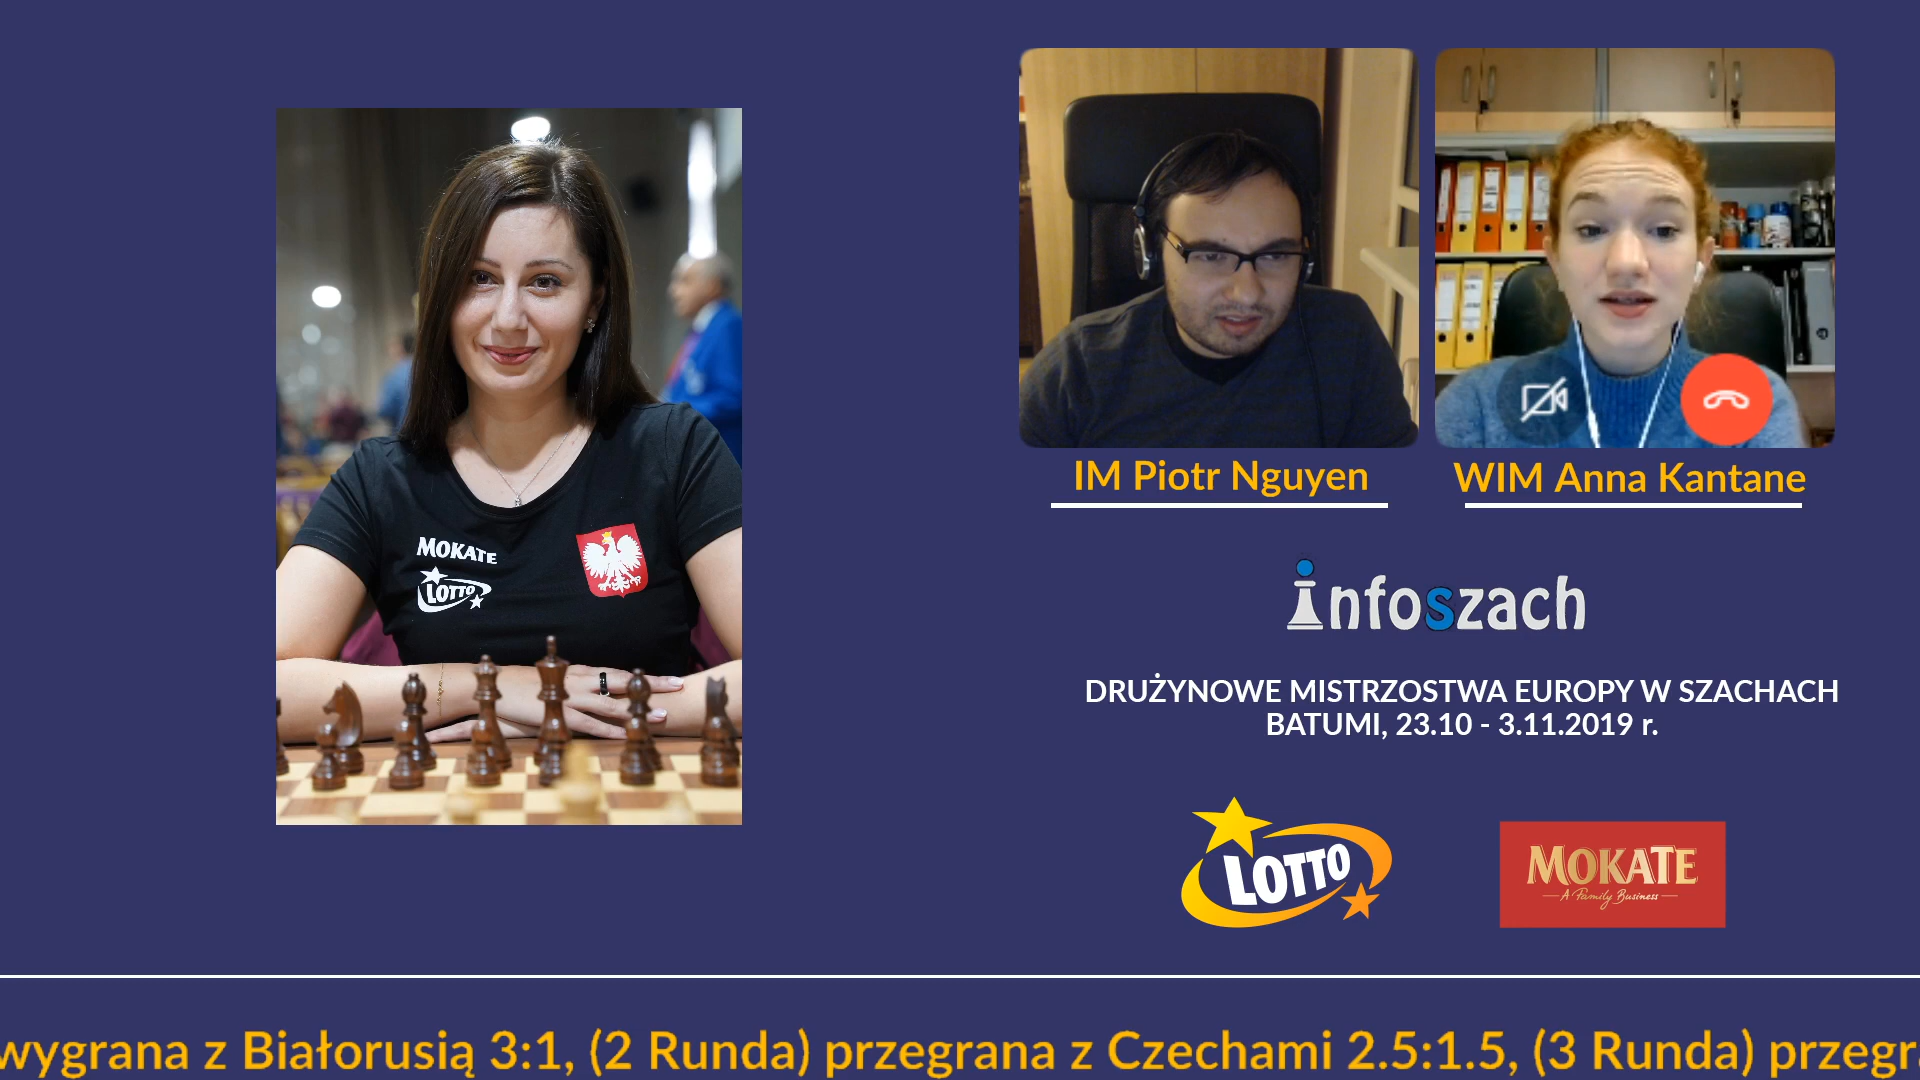 MOKATE
LOTTO
IM Piotr Nguyen
WIM Anna Kantane
infoszach
DRUŻYNOWE MISTRZOSTWA EUROPY W SZACHACH
BATUMI, 23.10 - 3.11.2019 r.
LOTTO
MOKATE
A Family Business
wygrana z Białorusią 3:1, (2 Runda) przegrana z Czechami 2.5:1.5, (3 Runda) przegr